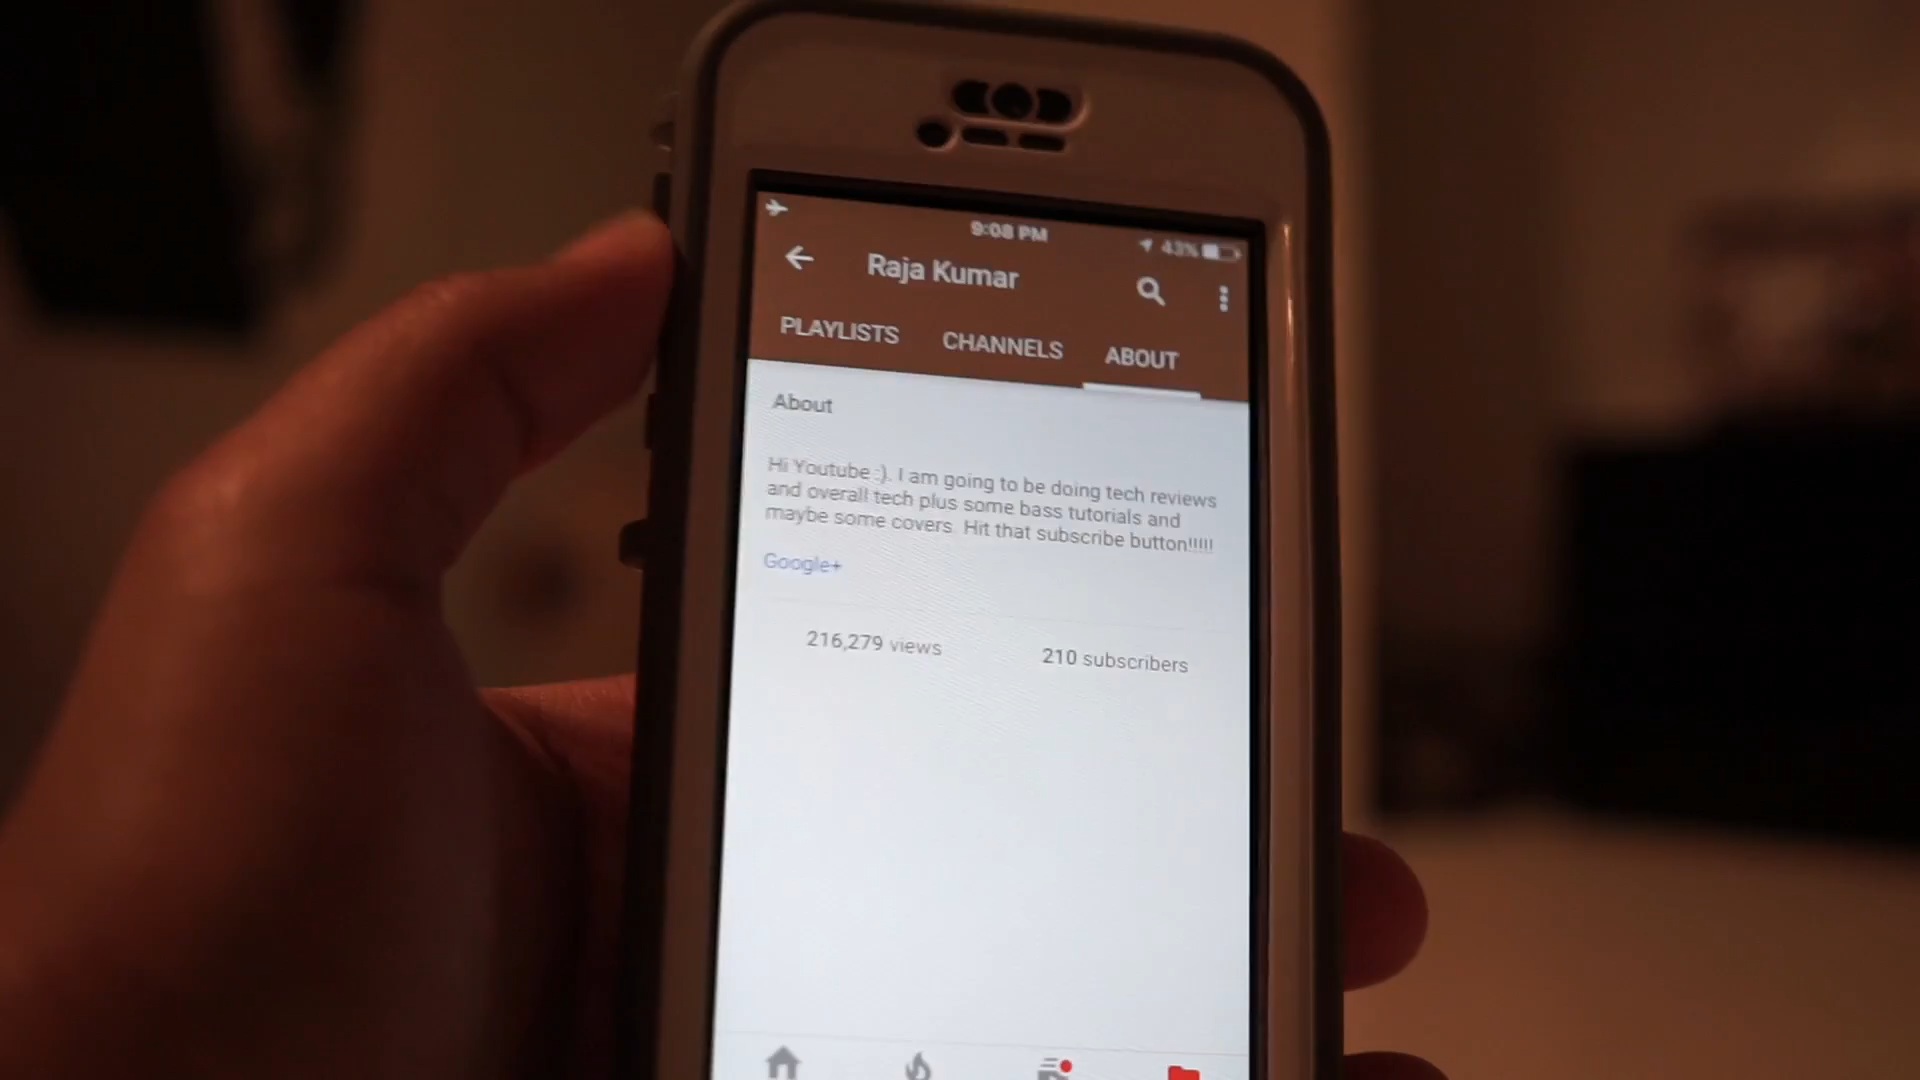 9:08 PM
43%
Raja Kumar
PLAYLISTS CHANNELS ABOUT
About
Hi Youtube :). I am going to be doing tech reviews
and overall tech plus some bass tutorials and
maybe some covers. Hit that subscribe button!!!!!
Google+
216,279 views 210 subscribers